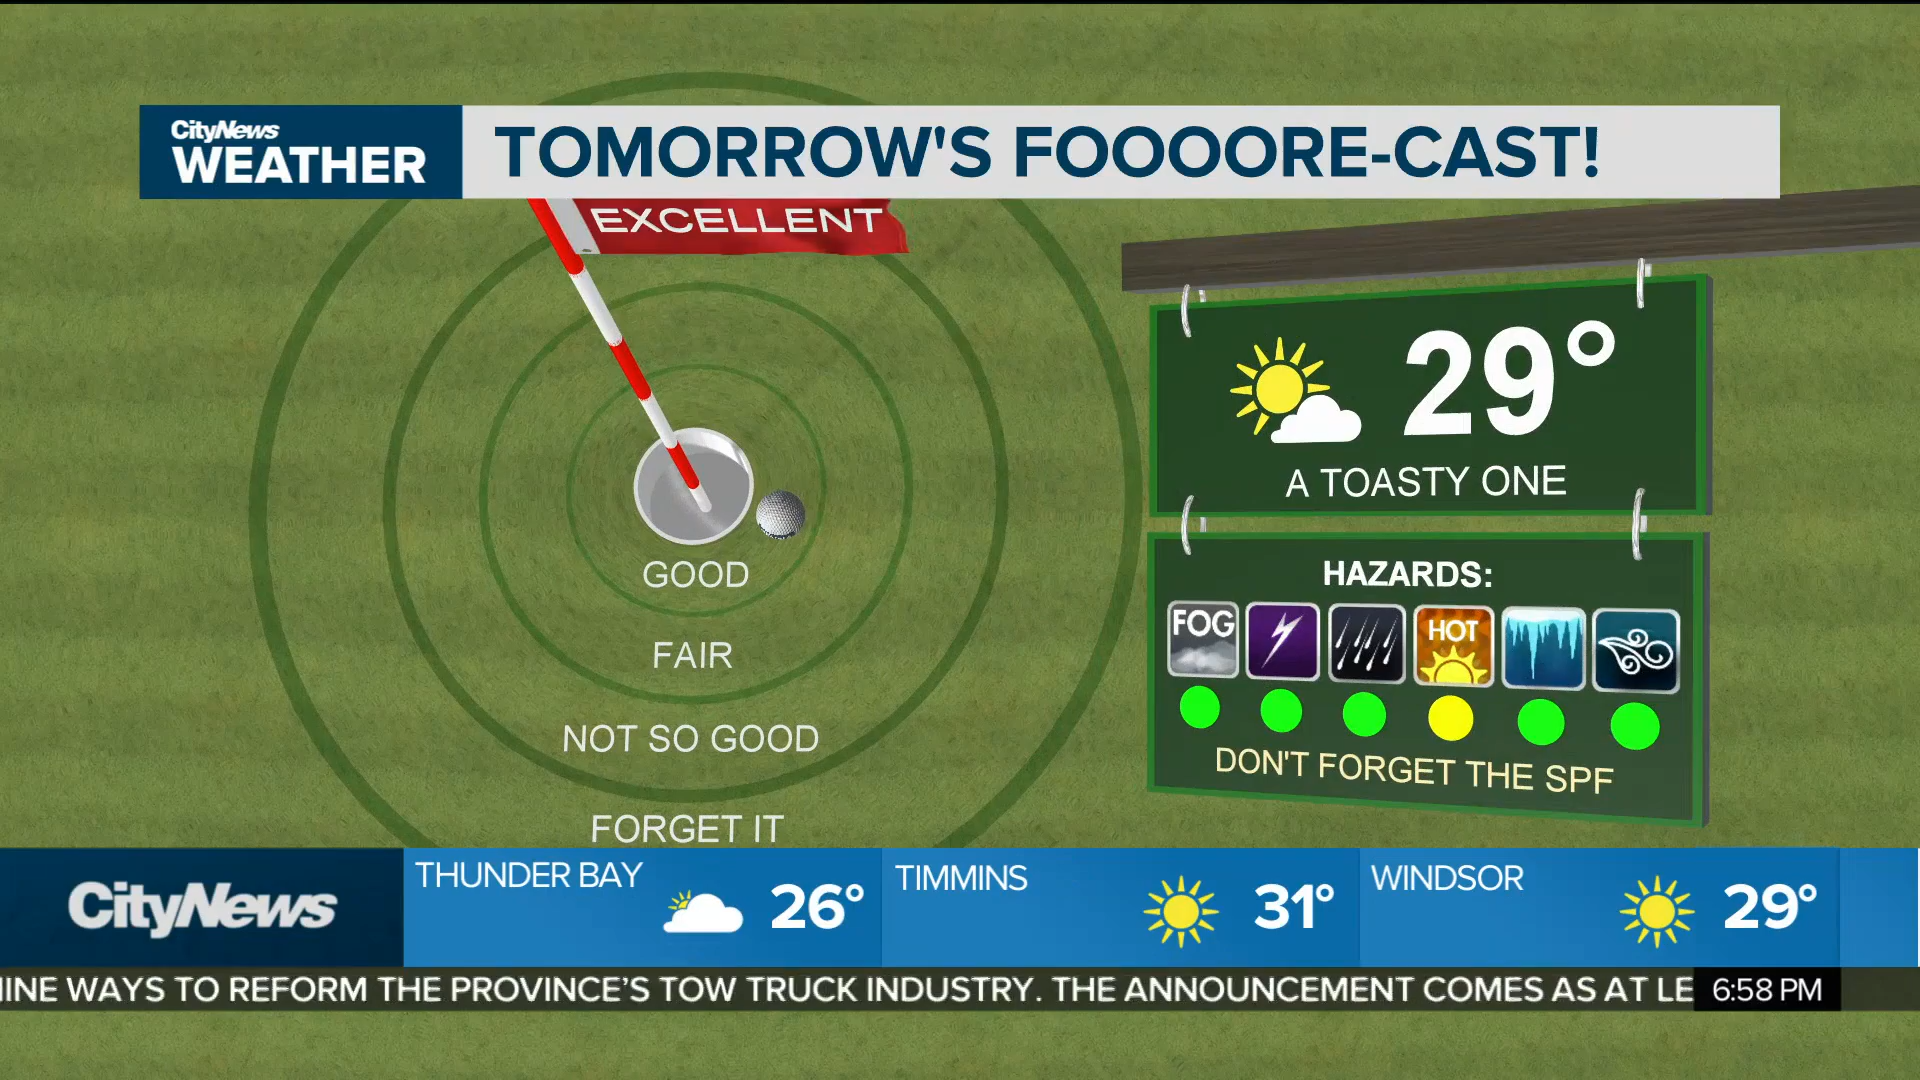 CityNews
WEATHER
TOMORROW'S FOOOORE-CAST!
EXCELLENT
GOOD
FAIR
NOT SO GOOD
FORGET IT
29°
A TOASTY ONE
HAZARDS:
FOG
HOT
DON'T FORGET THE SPF
CityNews
THUNDER BAY
26°
TIMMINS
31°
WINDSOR
29°
WAYS TO REFORM THE PROVINCE'S TOW TRUCK INDUSTRY. THE ANNOUNCEMENT COMES AS AT LE
6:58 PM